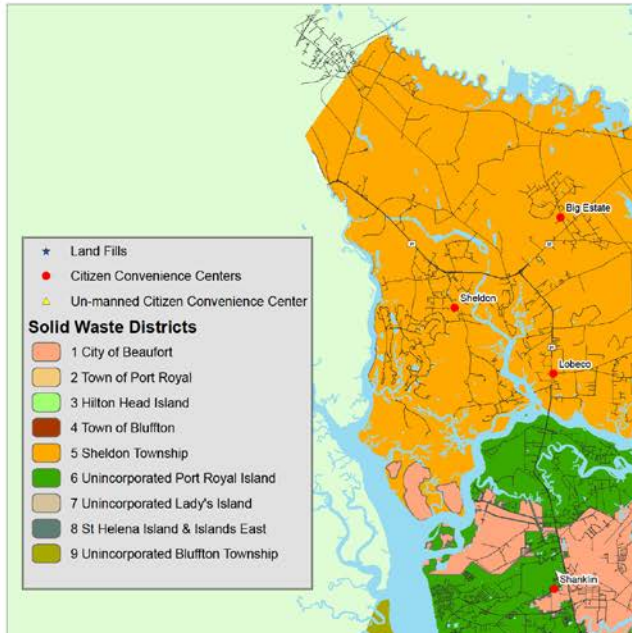 Big Estate
Sheldon
Lobeco
Shanklin
Land Fills
Citizen Convenience Centers
Un-manned Citizen Convenience Center
Solid Waste Districts
1 City of Beaufort
2 Town of Port Royal
3 Hilton Head Island
4 Town of Bluffton
5 Sheldon Township
6 Unincorporated Port Royal Island
7 Unincorporated Lady's Island
8 St Helena Island & Islands East
9 Unincorporated Bluffton Township